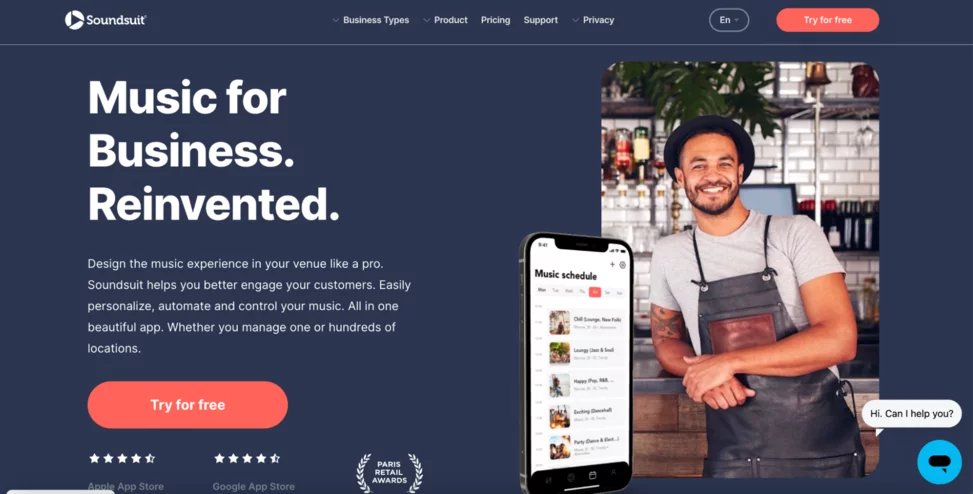 Soundsuit
Business Types
Product
Pricing
Support
Privacy
En
Try for free
Music for
Business.
Reinvented.
Design the music experience in your venue like a pro.
Soundsuit helps you better engage your customers. Easily
personalize, automate and control your music. All in one
beautiful app. Whether you manage one or hundreds of
locations.
Try for free
Apple App Store
Google App Store
PARIS
RETAIL
AWARDS
9:41
Music schedule
Mon Tue Wed Thu Fri Sat Sun
Chill (Lounge, New Folk)
Loungy (Jazz & Soul)
Happy (Pop, R&B, ...
Exciting (Dancehall)
Party (Dance & Elect...)
Hi. Can I help you?